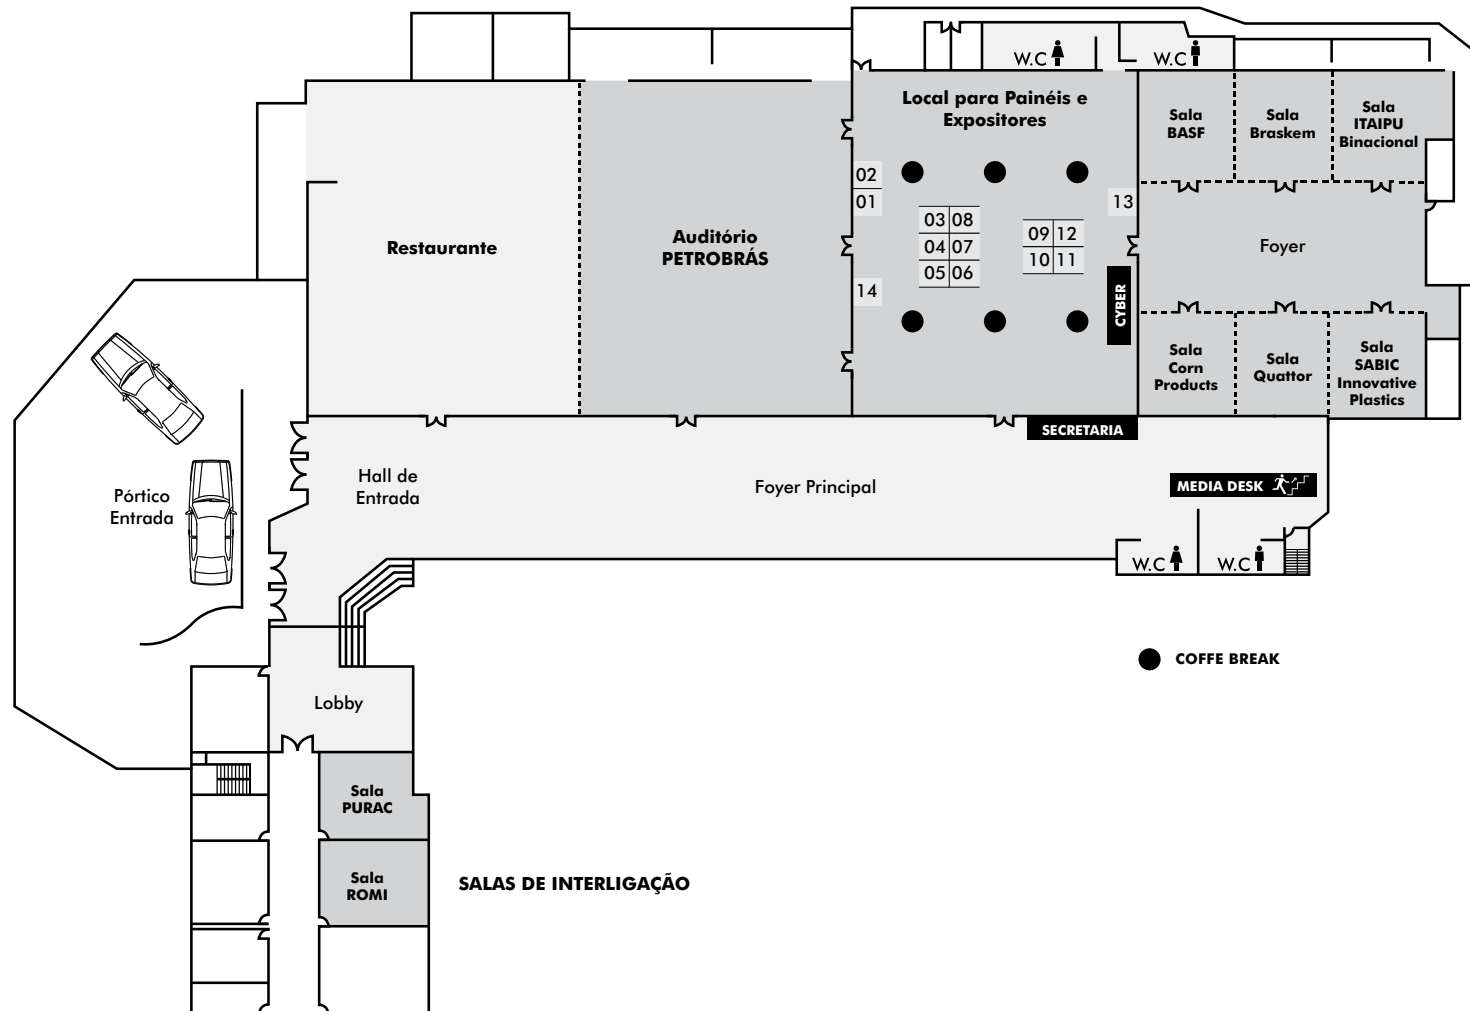 W.C
W.C
Local para Painéis e
Expositores
Sala
BASF
Sala
Braskem
Sala
ITAIPU
Binacional
02
01
13
03 08
04 07
05 06
09 12
10 11
14
Restaurante
Auditório
PETROBRÁS
Foyer
CYBER
Sala
Corn
Products
Sala
Quattor
Sala
SABIC
Innovative
Plastics
SECRETARIA
Hall de
Entrada
Foyer Principal
MEDIA DESK
Pórtico
Entrada
W.C
W.C
COFFE BREAK
Lobby
Sala
PURAC
Sala
ROMI
SALAS DE INTERLIGAÇÃO